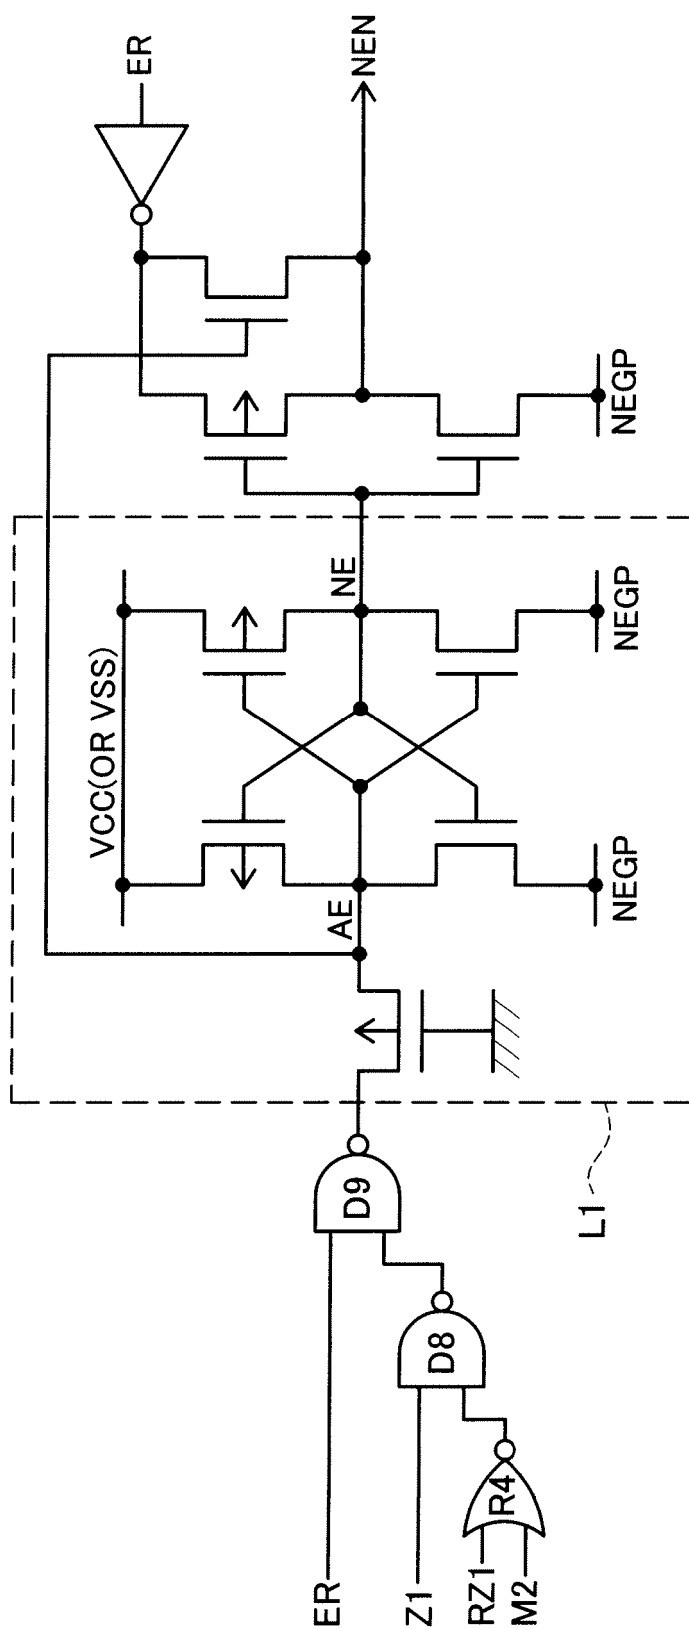 ER
Z1
RZ1
M2
R4
D8
D9
L1
AE
VCC(OR VSS)
NE
NEGP
NEGP
NEGP
ER
NEN